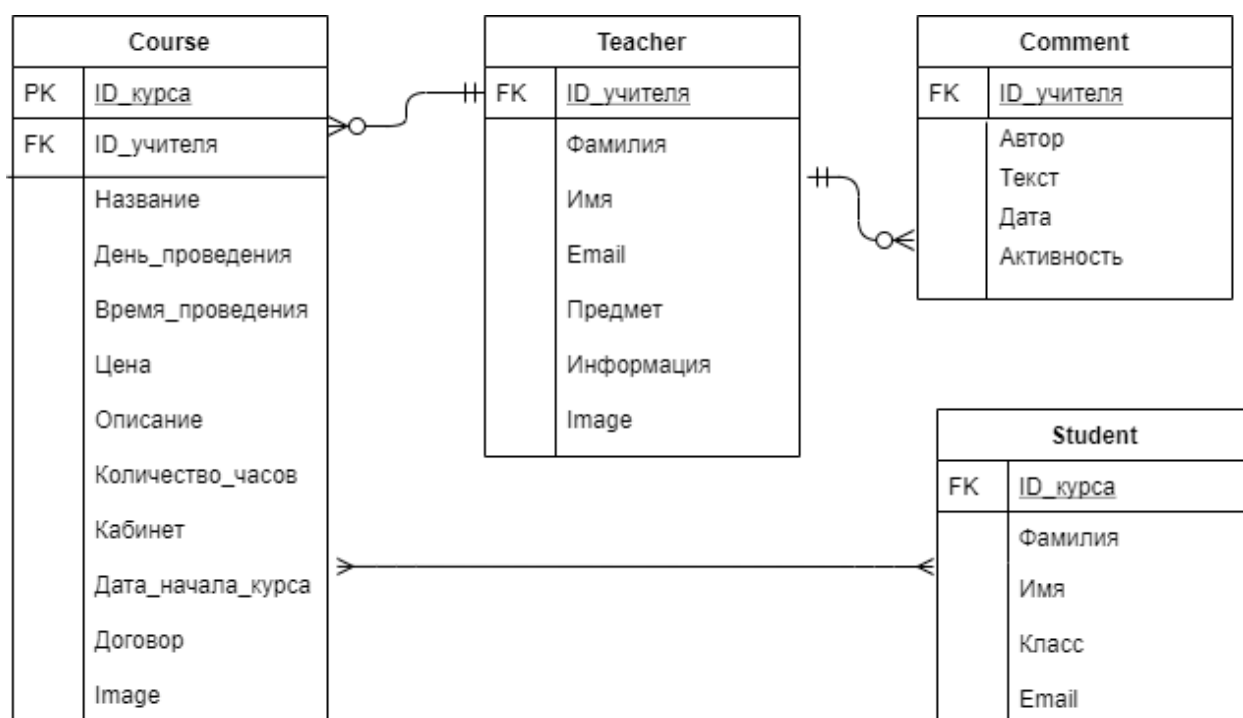 Course
PK ID_курса
FK ID_учителя
Название
День_проведения
Время_проведения
Цена
Описание
Количество_часов
Кабинет
Дата_начала_курса
Договор
Image
Teacher
FK ID_учителя
Фамилия
Имя
Email
Предмет
Информация
Image
Comment
FK ID_учителя
Автор
Текст
Дата
Активность
Student
FK ID_курса
Фамилия
Имя
Класс
Email